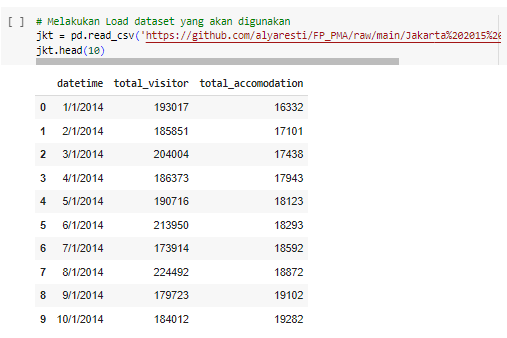 [ ] # Melakukan Load dataset yang akan digunakan
jkt = pd.read_csv('https://github.com/alyaresti/FP_PMA/raw/main/Jakarta%202015%20
jkt.head(10)
datetime total_visitor total_accomodation
0 1/1/2014 193017 16332
1 2/1/2014 185851 17101
2 3/1/2014 204004 17438
3 4/1/2014 186373 17943
4 5/1/2014 190716 18123
5 6/1/2014 213950 18293
6 7/1/2014 173914 18592
7 8/1/2014 224492 18872
8 9/1/2014 179723 19102
9 10/1/2014 184012 19282